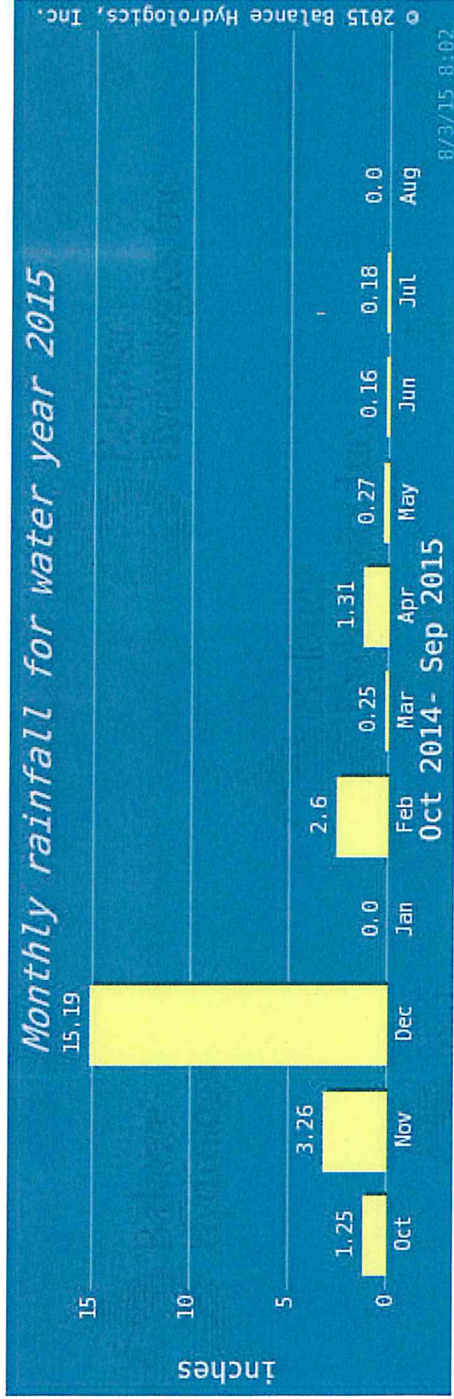 Monthly rainfall for water year 2015
inches
15
10
5
0
1.25
3.26
15.19
0.0
2.6
0.25
1.31
0.27
0.16
0.18
0.0
Oct
Nov
Dec
Jan
Feb
Mar
Apr
May
Jun
Jul
Aug
Oct 2014- Sep 2015
© 2015 Balance Hydrologics, Inc.
8/3/15 8:02